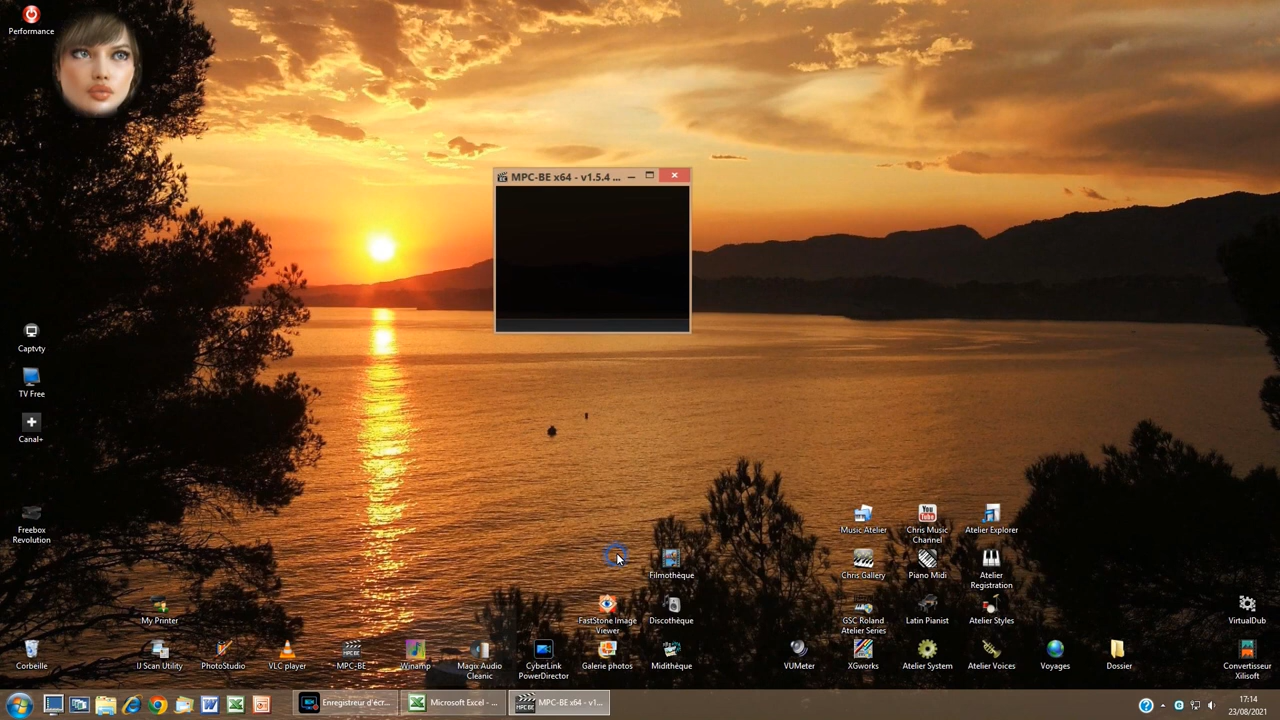 Performance
MPC-BE x64 - v1.5.4 ...
Captvty
TV Free
Canal+
Freebox
Revolution
Music Atelier
Chris Music
Channel
Atelier Explorer
Filmothèque
Chris Gallery
Piano Midi
Atelier
Registration
My Printer
FastStone Image
Viewer
Discothèque
GSC Roland
Atelier Series
Latin Pianist
Atelier Styles
VirtualDub
Corbeille
IJ Scan Utility
PhotoStudio
VLC player
MPC-BE
Winamp
Magix Audio
Cleanic
CyberLink
PowerDirector
Galerie photos
Midithèque
VUMeter
XGworks
Atelier System
Atelier Voices
Voyages
Dossier
Convertisseur
Xilisoft
Enregistreur d'écr...
Microsoft Excel - ...
MPC-BE x64 - v1...
17:14
23/08/2021